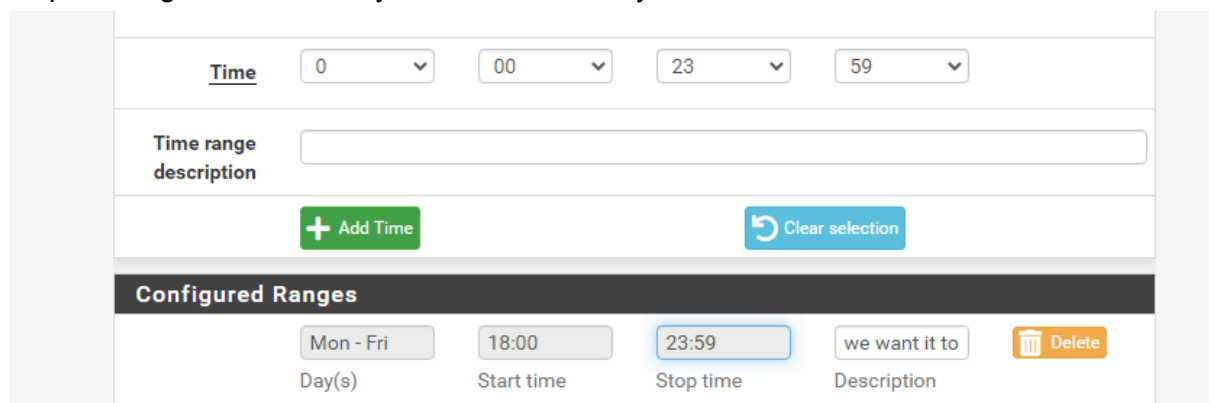 Time 0 00 23 59
Time range
description
Add Time Clear selection
Configured Ranges
Mon - Fri 18:00 23:59 we want it to Delete
Day(s) Start time Stop time Description